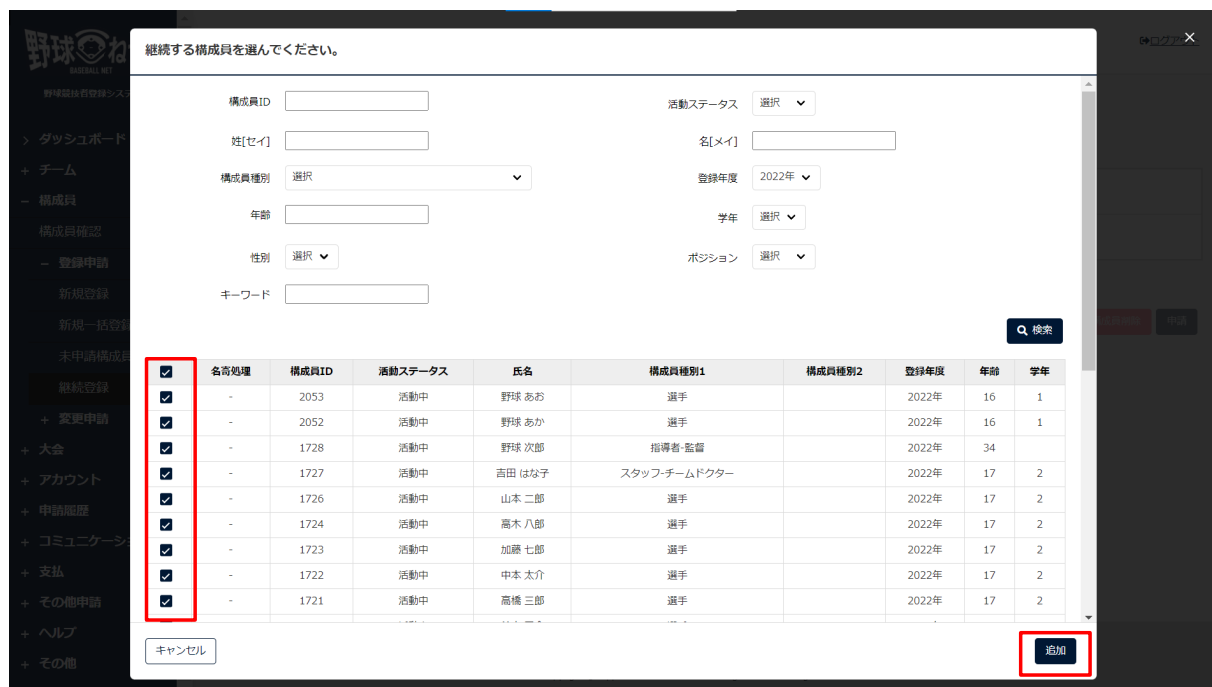 野球
ね
BASEBALL NET
ログアウト
野球競技者登録システ
> ダッシュボード
+ チーム
- 構成員
構成員確認
- 登録申請
新規登録
新規一括登録
未申請構成員
継続登録
+ 変更申請
+ 大会
+ アカウント
+ 申請履歴
+ コミュニケーシ
+ 支払
+ その他申請
+ ヘルプ
+ その他
申請
継続する構成員を選んでください。
構成員ID
活動ステータス 選択
姓[セイ]
名[メイ]
構成員種別 選択
登録年度 2022年
年齢
学年 選択
性別 選択
ポジション 選択
キーワード
検索
名寄処理 構成員ID 活動ステータス 氏名 構成員種別1 構成員種別2 登録年度 年齢 学年
- 2053 活動中 野球 あお 選手 2022年 16 1
- 2052 活動中 野球 あか 選手 2022年 16 1
- 1728 活動中 野球 次郎 指導者-監督 2022年 34
- 1727 活動中 吉田 はな子 スタッフ-チームドクター 2022年 17 2
- 1726 活動中 山本 二郎 選手 2022年 17 2
- 1724 活動中 高木 八郎 選手 2022年 17 2
- 1723 活動中 加藤 七郎 選手 2022年 17 2
- 1722 活動中 中本 太介 選手 2022年 17 2
- 1721 活動中 高橋 三郎 選手 2022年 17 2
キャンセル
追加